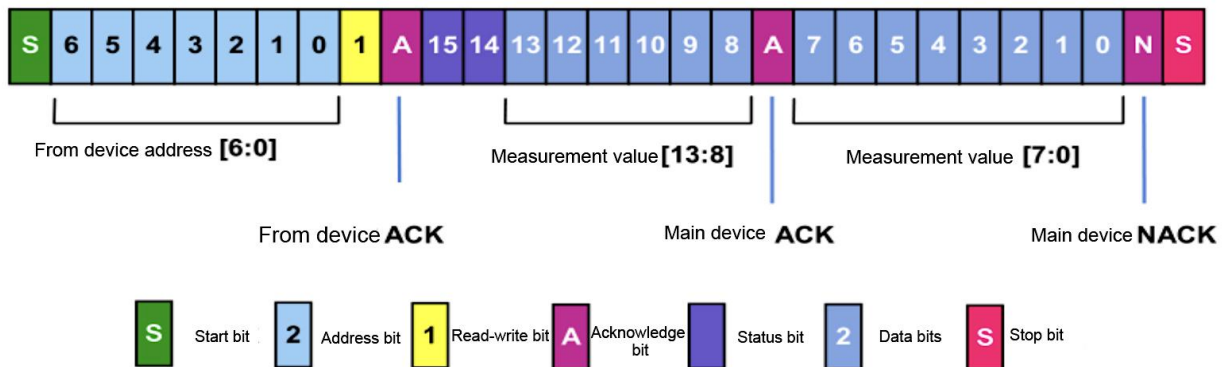 S 6 5 4 3 2 1 0 1 A 15 14 13 12 11 10 9 8 A 7 6 5 4 3 2 1 0 N S
From device address [6:0]
Measurement value [13:8]
Measurement value [7:0]
From device ACK
Main device ACK
Main device NACK
S Start bit
2 Address bit
1 Read-write bit
A Acknowledge
bit
Status bit
2 Data bits
S Stop bit